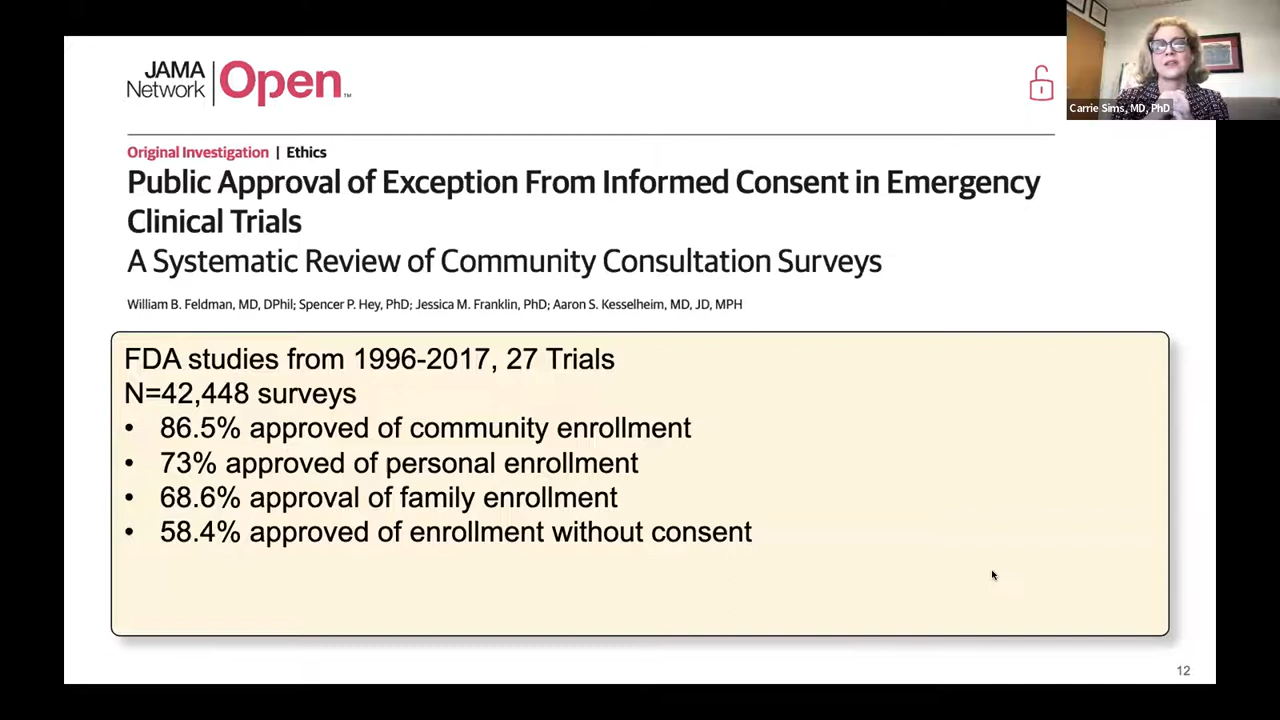 JAMA
Network
Open™
Carrie Sims, MD, PhD
Original Investigation | Ethics
Public Approval of Exception From Informed Consent in Emergency
Clinical Trials
A Systematic Review of Community Consultation Surveys
William B. Feldman, MD, DPhil; Spencer P. Hey, PhD; Jessica M. Franklin, PhD; Aaron S. Kesselheim, MD, JD, MPH
FDA studies from 1996-2017, 27 Trials
N=42,448 surveys
• 86.5% approved of community enrollment
• 73% approved of personal enrollment
• 68.6% approval of family enrollment
• 58.4% approved of enrollment without consent
12